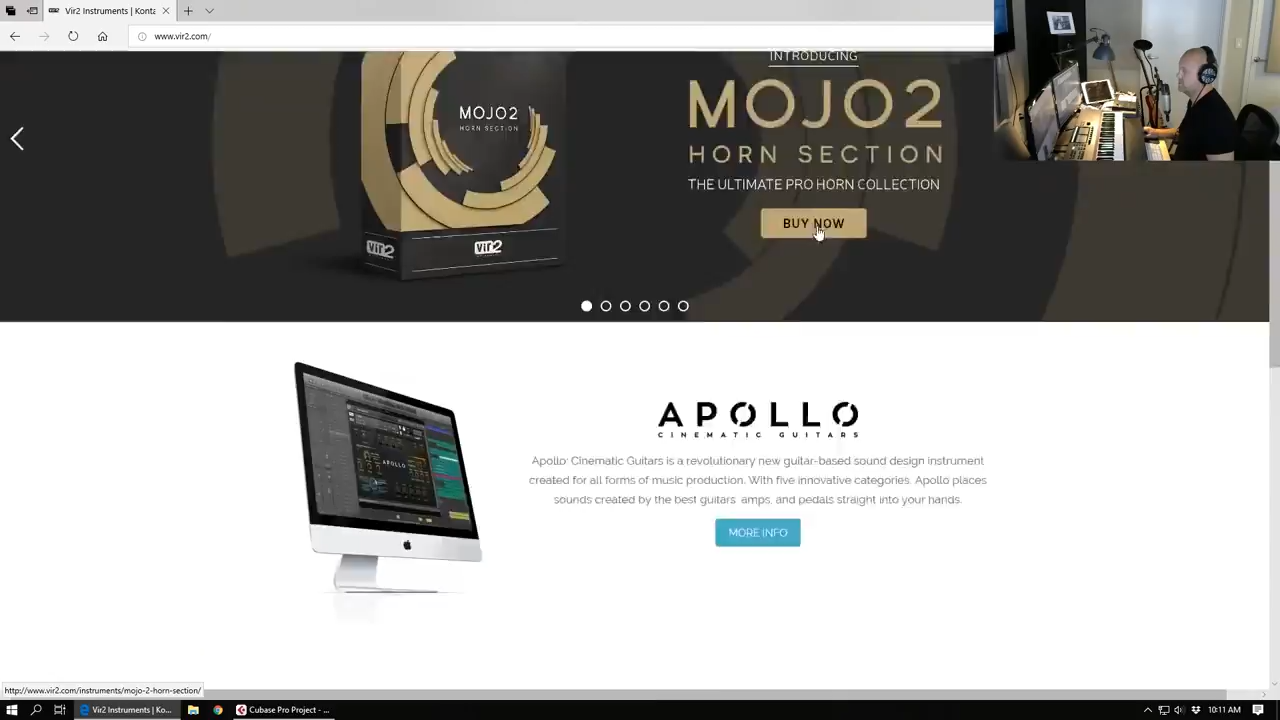 Vir2 Instruments | Konta
www.vir2.com/
INTRODUCING
MOJO2
HORN SECTION
THE ULTIMATE PRO HORN COLLECTION
BUY NOW
MOJO2
HORN SECTION
vir2
vir2
APOLLO
CINEMATIC GUITARS
Apollo: Cinematic Guitars is a revolutionary new guitar-based sound design instrument
created for all forms of music production. With five innovative categories, Apollo places
sounds created by the best guitars, amps, and pedals straight into your hands.
MORE INFO
APOLLO
http://www.vir2.com/instruments/mojo-2-horn-section/
Vir2 Instruments | Ko...
Cubase Pro Project - ...
10:11 AM